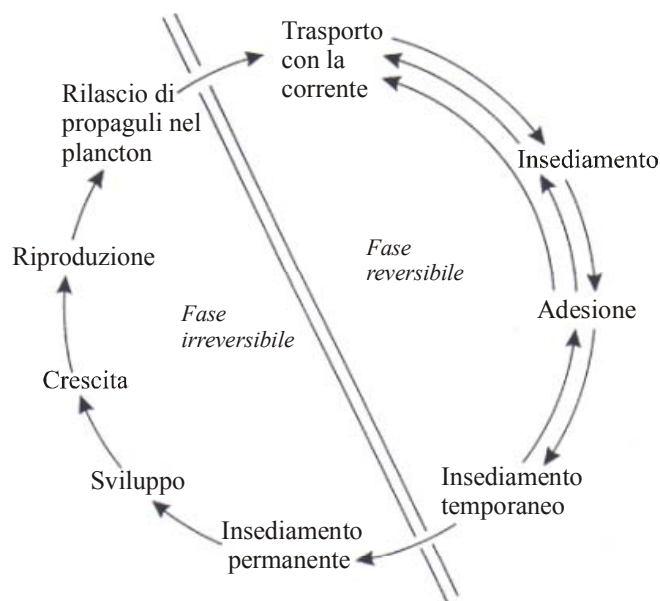 Trasporto
con la
corrente
Insediamento
Adesione
Insediamento
temporaneo
Insediamento
permanente
Sviluppo
Crescita
Riproduzione
Rilascio di
propaguli nel
plancton
Fase
reversibile
Fase
irreversibile